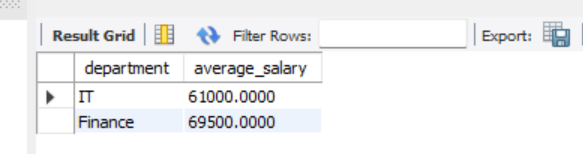 Result Grid Filter Rows: Export:
department average_salary
IT 61000.0000
Finance 69500.0000